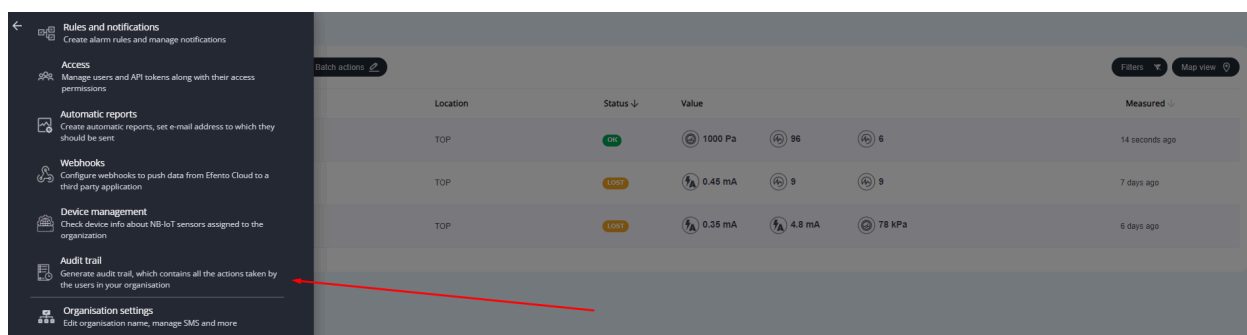 Rules and notifications
Create alarm rules and manage notifications
Access
Manage users and API tokens along with their access
permissions
Automatic reports
Create automatic reports, set e-mail address to which they
should be sent
Webhooks
Configure webhooks to push data from Efento Cloud to a
third party application
Device management
Check device info about NB-IoT sensors assigned to the
organization
Audit trail
Generate audit trail, which contains all the actions taken by
the users in your organisation
Organisation settings
Edit organisation name, manage SMS and more
Batch actions Filters Map view
Location Status Value Measured
TOP OK 1000 Pa 96 6 14 seconds ago
TOP LOST 0.45 mA 9 9 7 days ago
TOP LOST 0.35 mA 4.8 mA 78 kPa 6 days ago